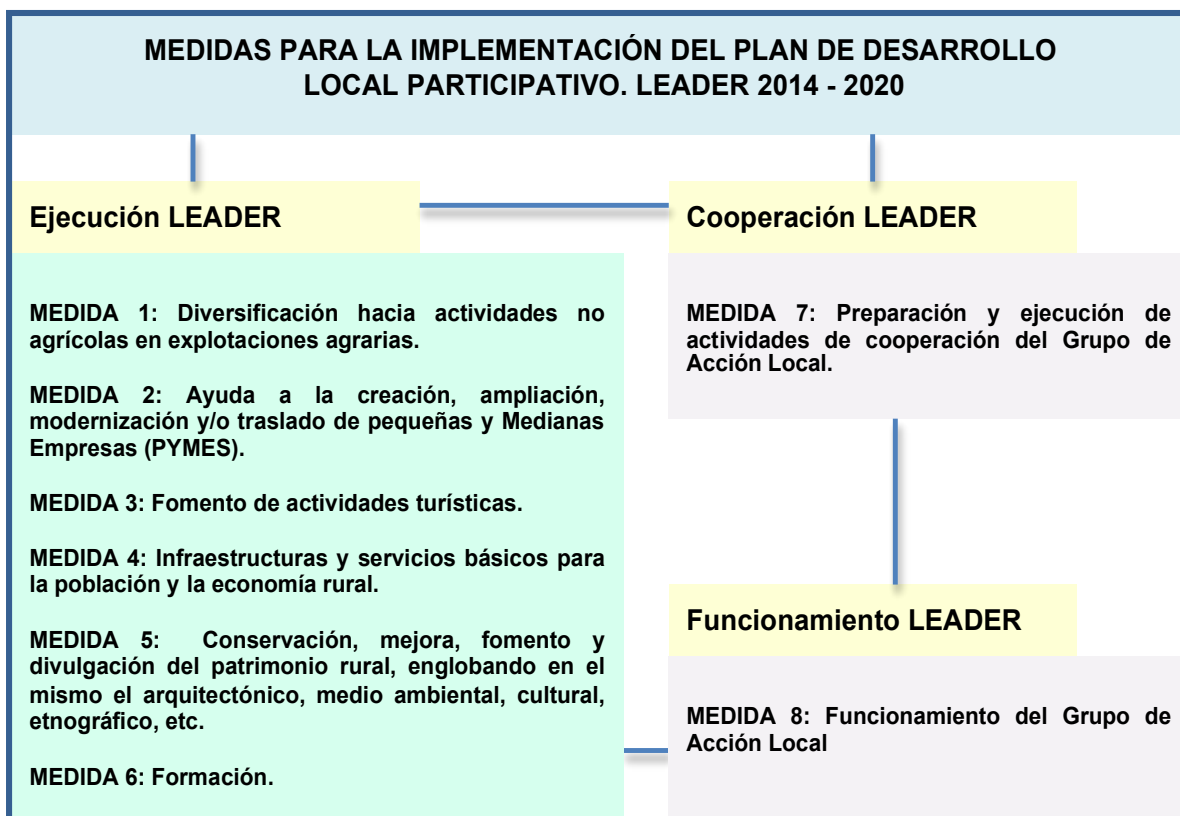 MEDIDAS PARA LA IMPLEMENTACIÓN DEL PLAN DE DESARROLLO
LOCAL PARTICIPATIVO. LEADER 2014 - 2020
Ejecución LEADER
MEDIDA 1: Diversificación hacia actividades no
agrícolas en explotaciones agrarias.
MEDIDA 2: Ayuda a la creación, ampliación,
modernización y/o traslado de pequeñas y Medianas
Empresas (PYMES).
MEDIDA 3: Fomento de actividades turísticas.
MEDIDA 4: Infraestructuras y servicios básicos para
la población y la economía rural.
MEDIDA 5: Conservación, mejora, fomento y
divulgación del patrimonio rural, englobando en el
mismo el arquitectónico, medio ambiental, cultural,
etnográfico, etc.
MEDIDA 6: Formación.
Cooperación LEADER
MEDIDA 7: Preparación y ejecución de
actividades de cooperación del Grupo de
Acción Local.
Funcionamiento LEADER
MEDIDA 8: Funcionamiento del Grupo de
Acción Local